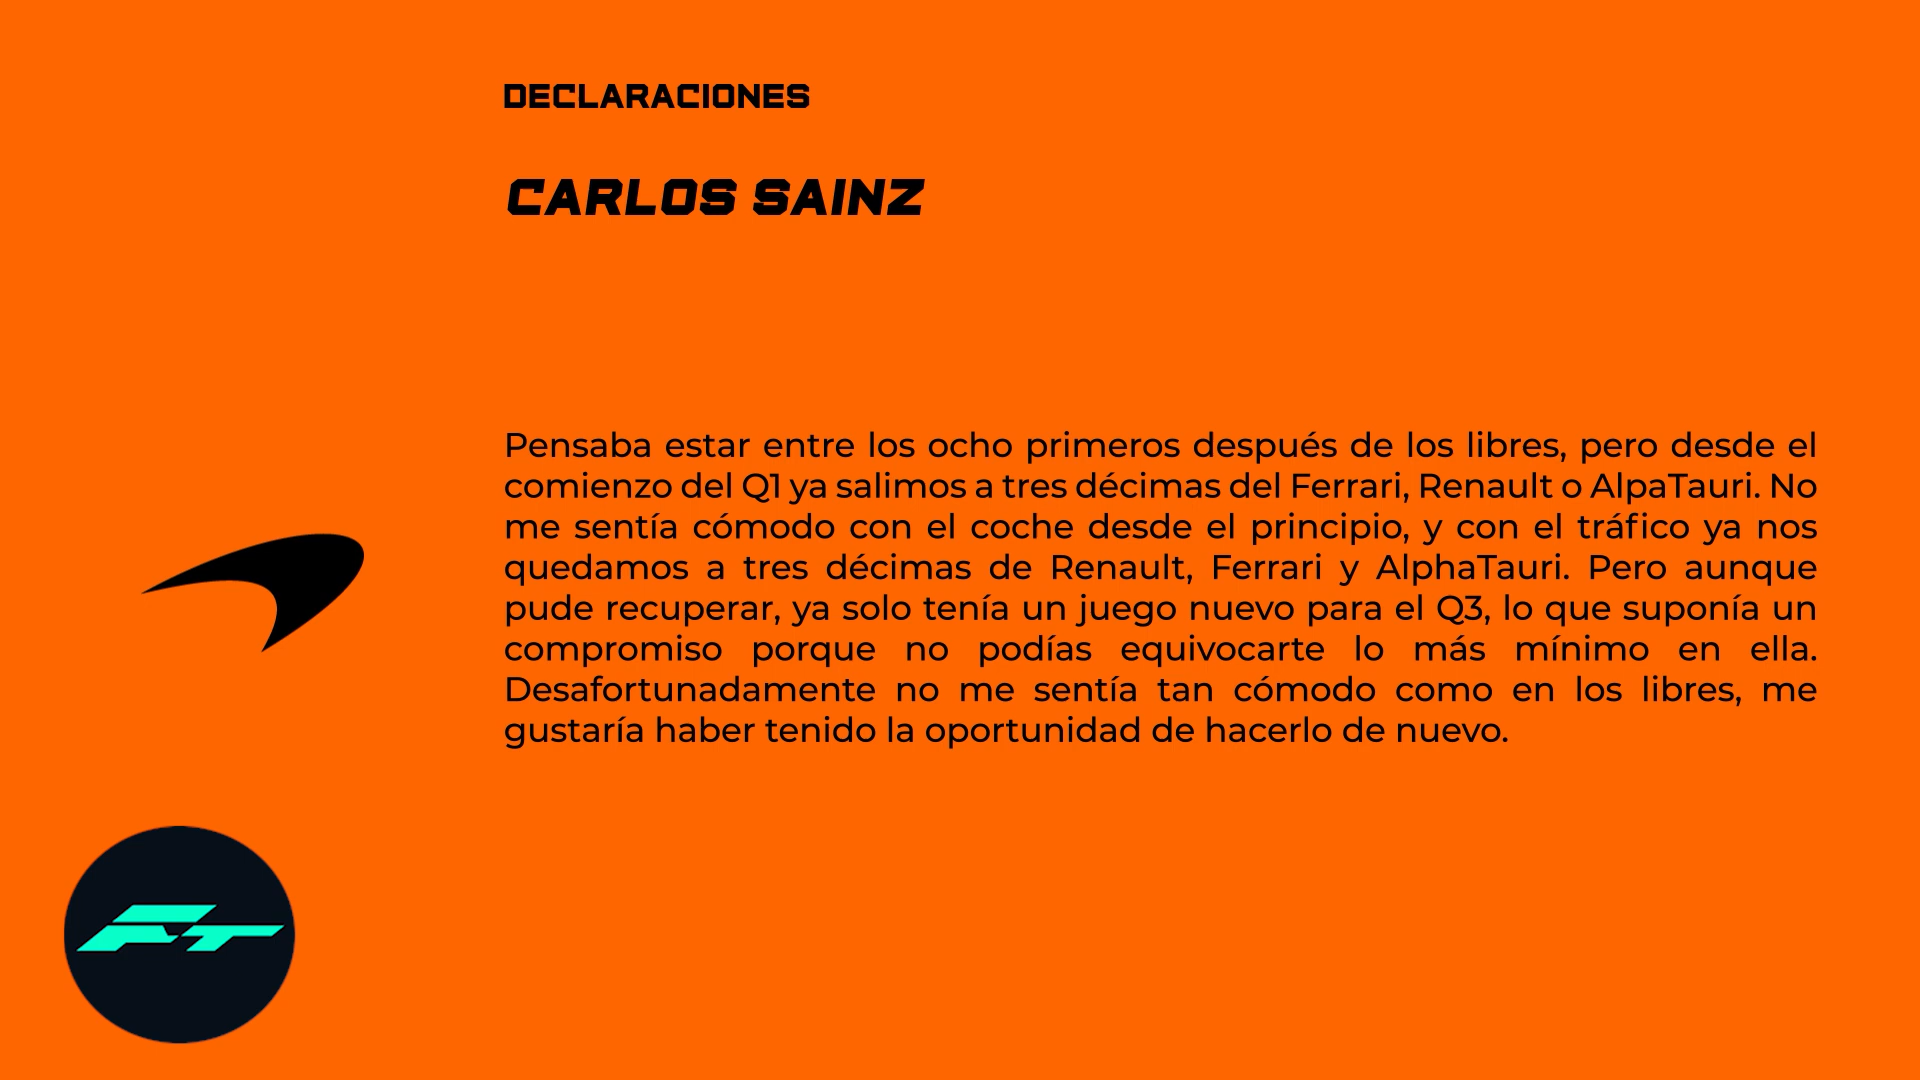 DECLARACIONES
CARLOS SAINZ
Pensaba estar entre los ocho primeros después de los libres, pero desde el
comienzo del Q1 ya salimos a tres décimas del Ferrari, Renault o AlpaTauri. No
me sentía cómodo con el coche desde el principio, y con el tráfico ya nos
quedamos a tres décimas de Renault, Ferrari y AlphaTauri. Pero aunque
pude recuperar, ya solo tenía un juego nuevo para el Q3, lo que suponía un
compromiso porque no podías equivocarte lo más mínimo en ella.
Desafortunadamente no me sentía tan cómodo como en los libres, me
gustaría haber tenido la oportunidad de hacerlo de nuevo.
FT